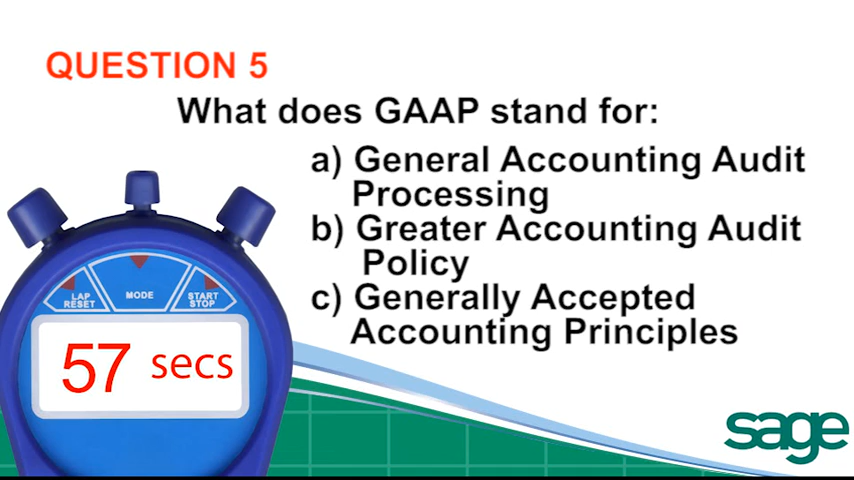 QUESTION 5
What does GAAP stand for:
a) General Accounting Audit
Processing
b) Greater Accounting Audit
Policy
c) Generally Accepted
Accounting Principles
LAP
RESET
MODE
START
STOP
57 secs
sage